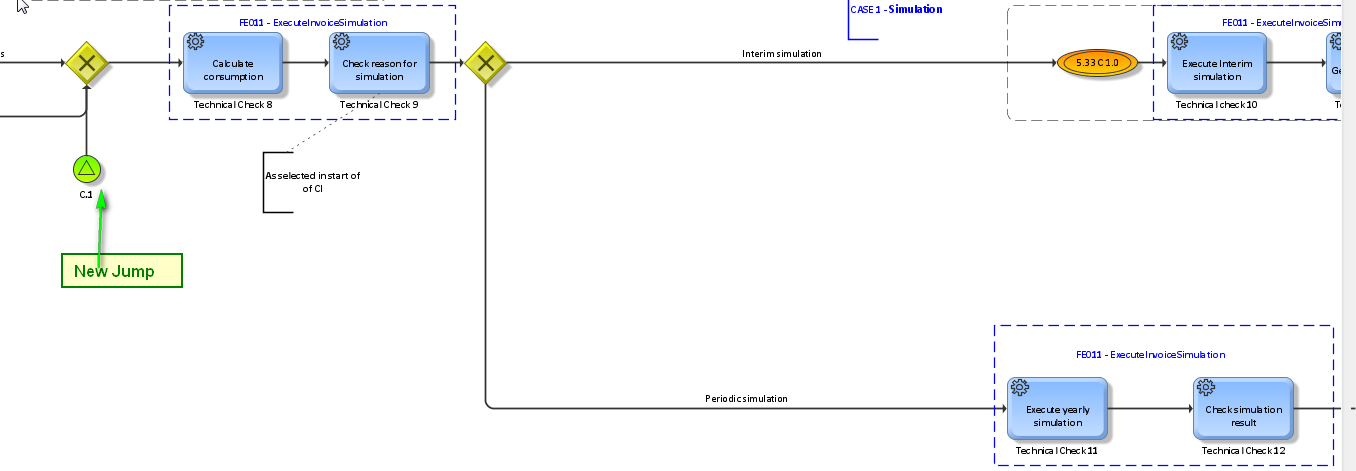 CASE 1 - Simulation
FE011 - ExecuteInvoiceSimulation
FE011 - ExecuteInvoiceSim
s
Calculate
consumption
Check reason for
simulation
Interim simulation
5.33 C 1.0
Execute Interim
simulation
Technical Check 8
Technical Check 9
Technical check 10
As selected in start of
of CI
C.1
New Jump
FE011 - ExecuteInvoiceSimulation
Periodic simulation
Execute yearly
simulation
Check simulation
result
Technical Check 11
Technical Check 12